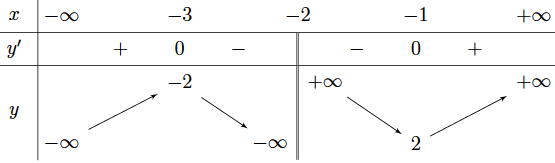 x −∞ −3 −2 −1 +∞
y′ + 0 − − 0 +
−2 +∞ +∞
y
−∞ −∞ 2